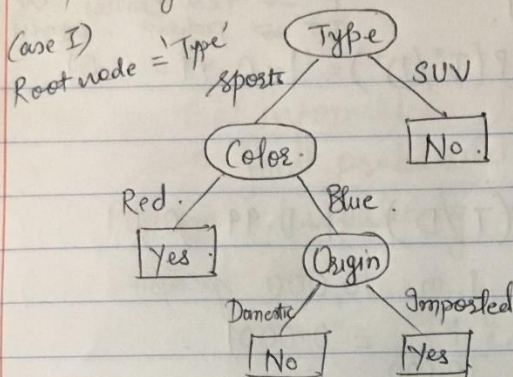 (Case I)
Root node = 'Type'
Type
Sports
SUV
Color.
No.
Red.
Blue.
Yes.
Origin
Domestic
Imported
No
Yes